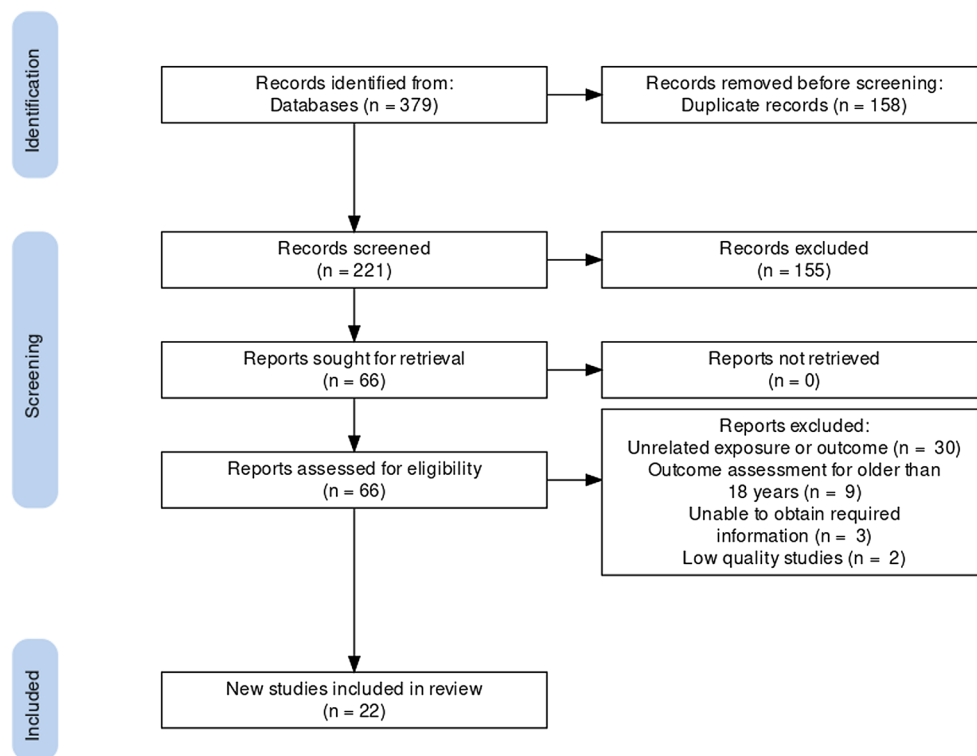 Identification
Records identified from:
Databases (n = 379)
Records removed before screening:
Duplicate records (n = 158)
Screening
Records screened
(n = 221)
Records excluded
(n = 155)
Reports sought for retrieval
(n = 66)
Reports not retrieved
(n = 0)
Reports assessed for eligibility
(n = 66)
Reports excluded:
Unrelated exposure or outcome (n = 30)
Outcome assessment for older than
18 years (n = 9)
Unable to obtain required
information (n = 3)
Low quality studies (n = 2)
Included
New studies included in review
(n = 22)